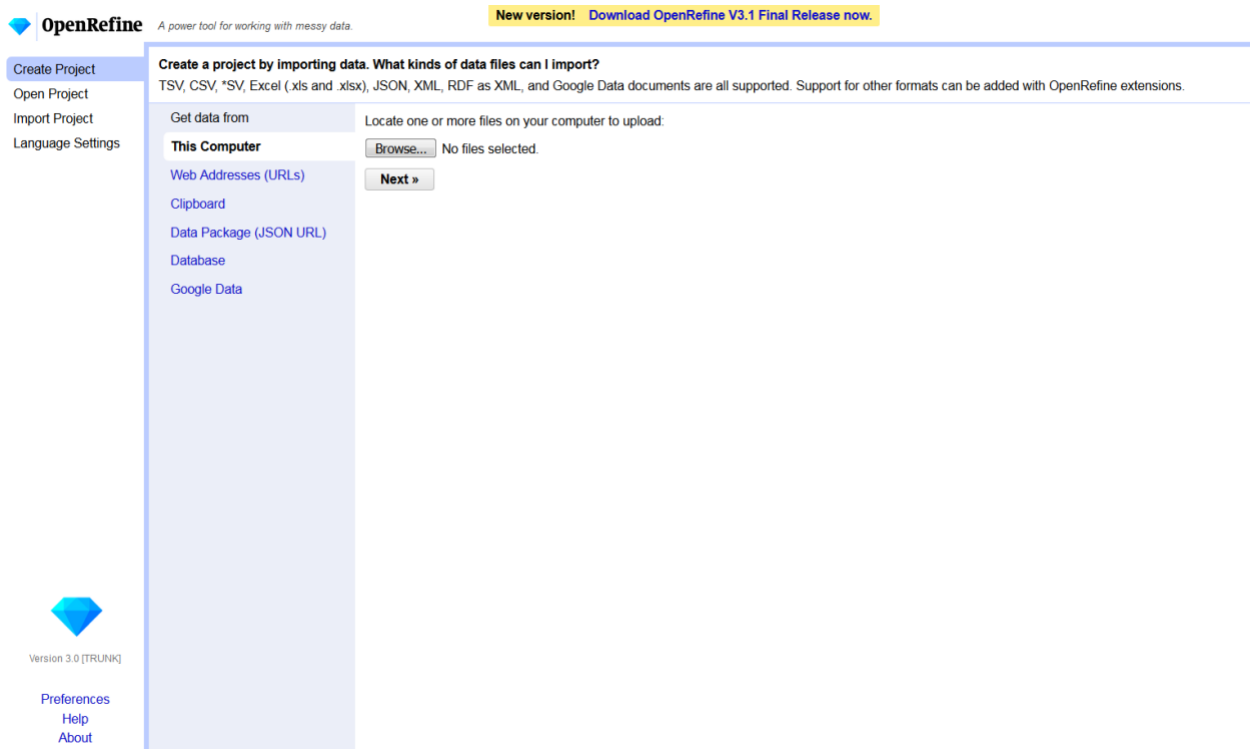 OpenRefine A power tool for working with messy data.
New version! Download OpenRefine V3.1 Final Release now.
Create Project
Open Project
Import Project
Language Settings
Create a project by importing data. What kinds of data files can I import?
TSV, CSV, *SV, Excel (.xls and .xlsx), JSON, XML, RDF as XML, and Google Data documents are all supported. Support for other formats can be added with OpenRefine extensions.
Get data from
This Computer
Web Addresses (URLs)
Clipboard
Data Package (JSON URL)
Database
Google Data
Locate one or more files on your computer to upload:
Browse... No files selected.
Next »
Version 3.0 [TRUNK]
Preferences
Help
About